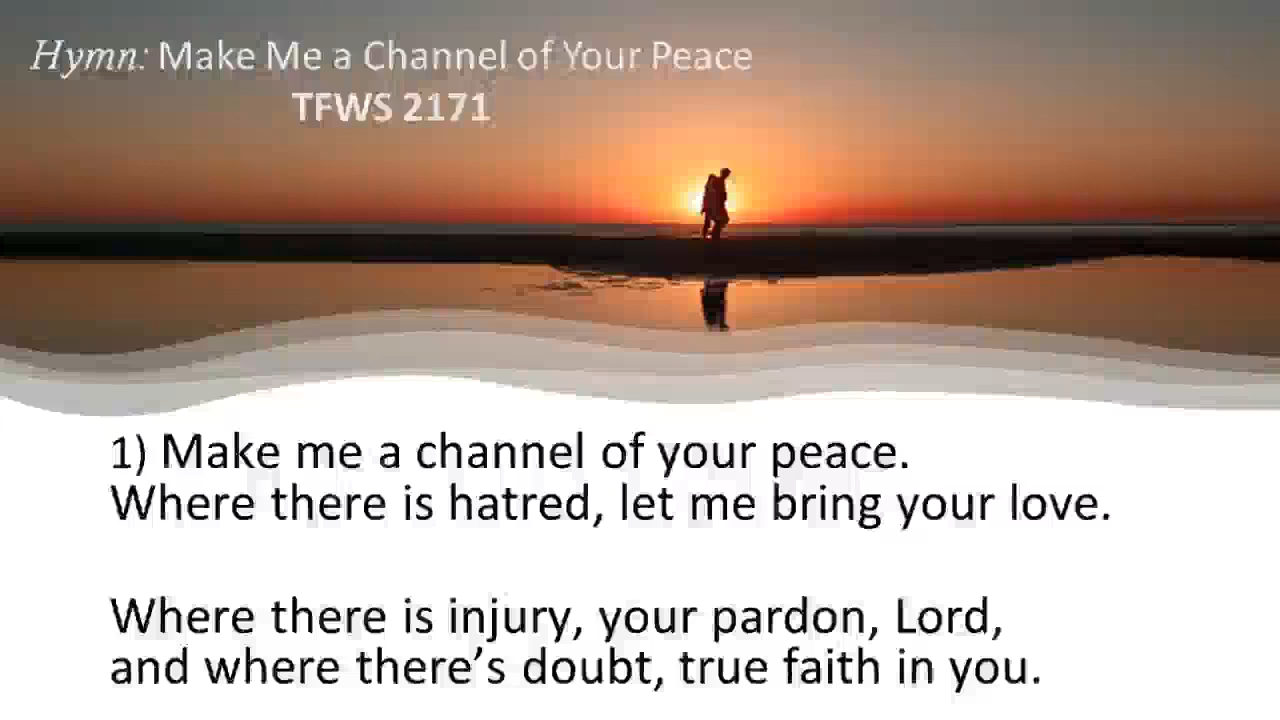 Hymn: Make Me a Channel of Your Peace
TFWS 2171
1) Make me a channel of your peace.
Where there is hatred, let me bring your love.
Where there is injury, your pardon, Lord,
and where there’s doubt, true faith in you.